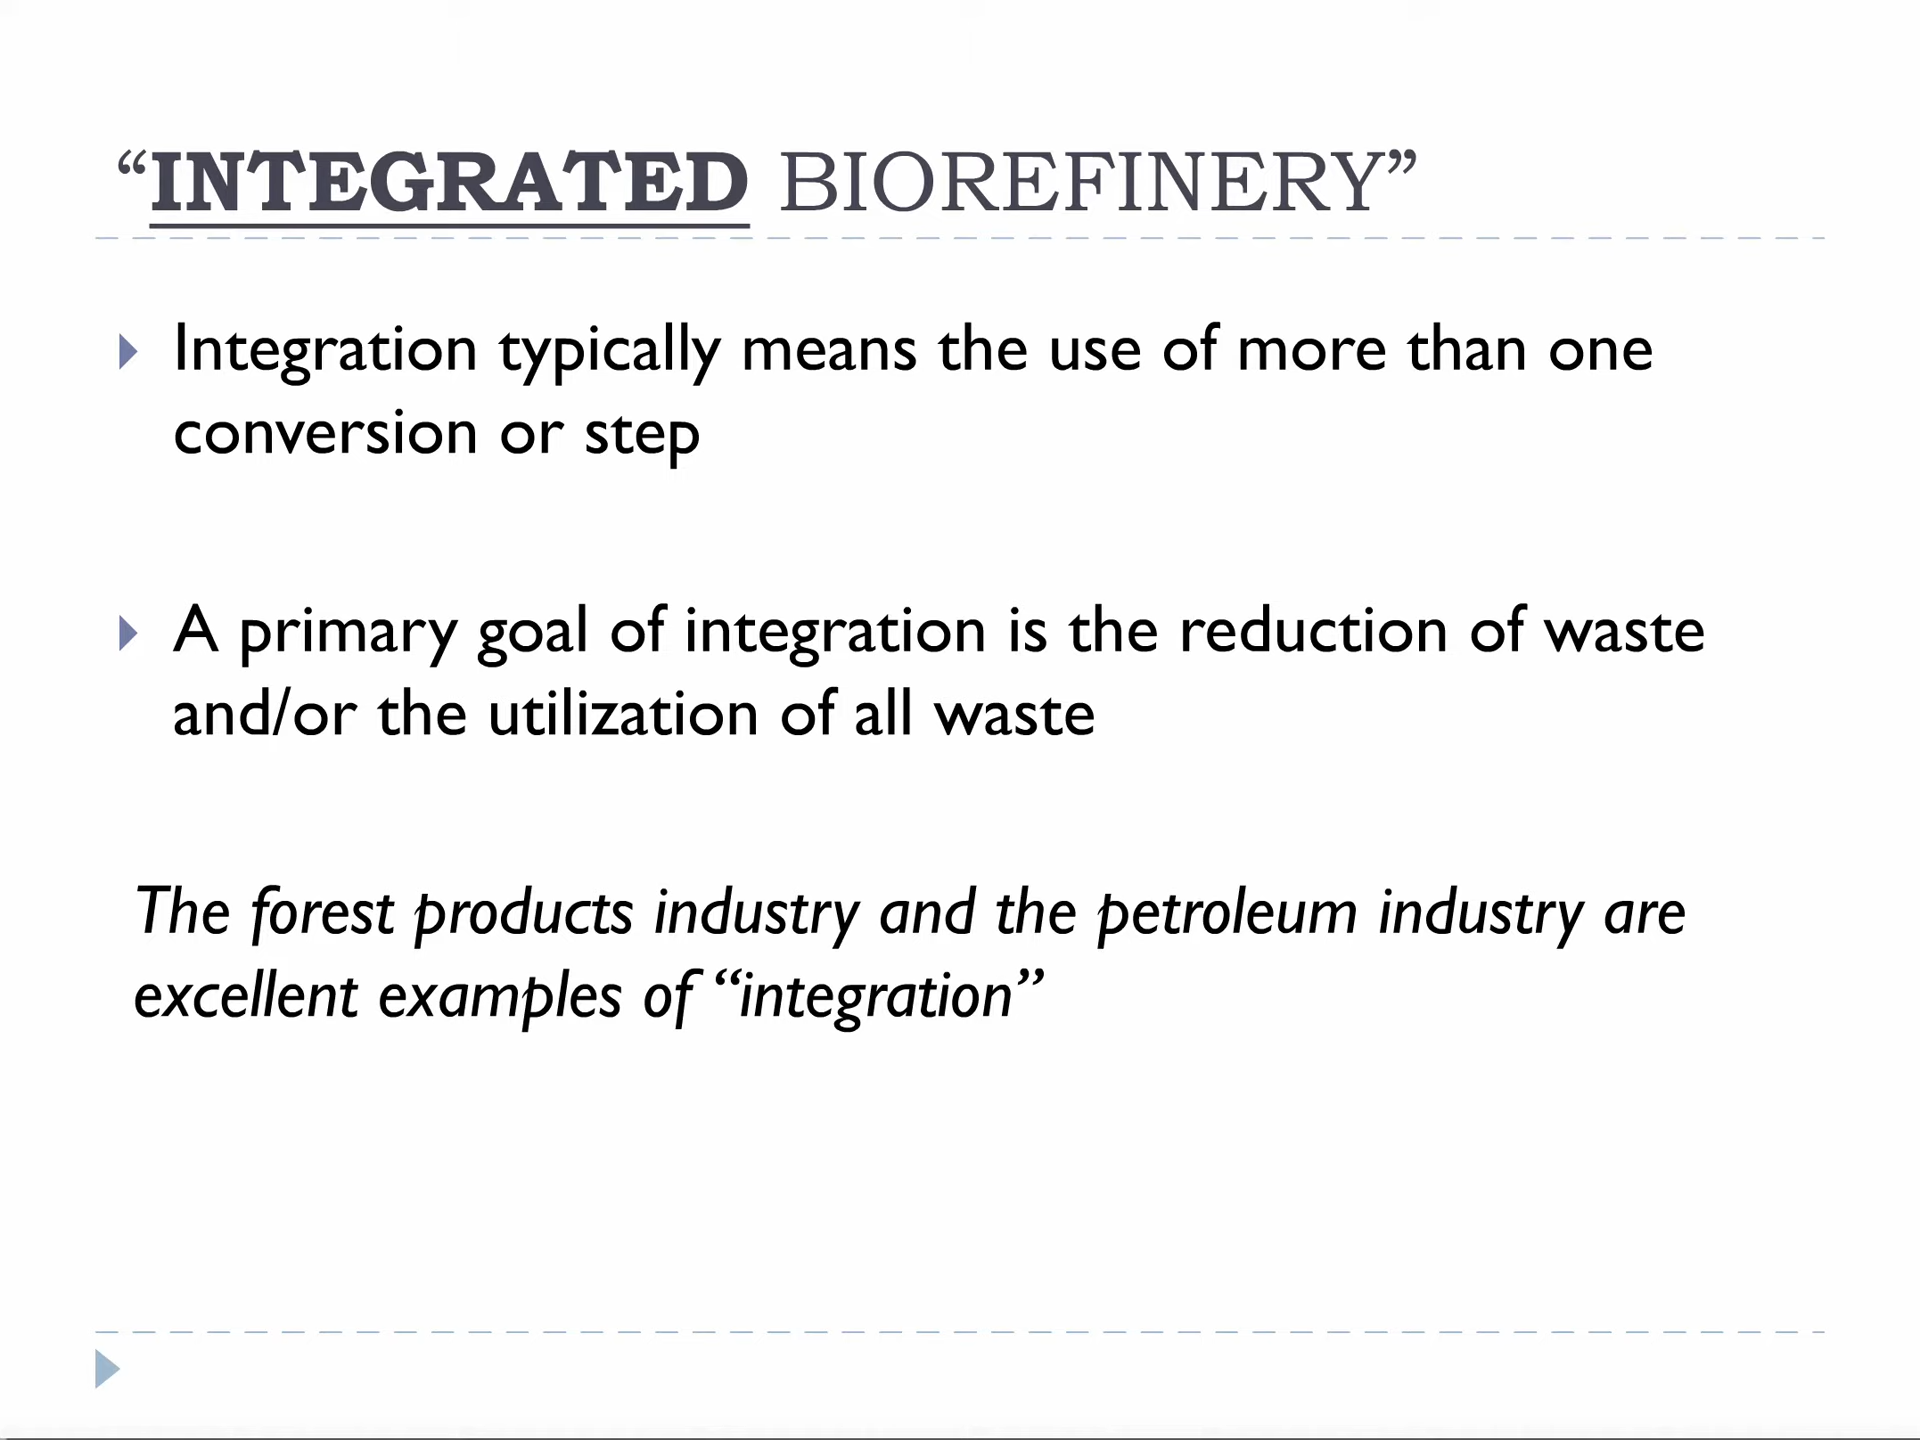 “INTEGRATED BIOREFINERY”
Integration typically means the use of more than one
conversion or step
A primary goal of integration is the reduction of waste
and/or the utilization of all waste
The forest products industry and the petroleum industry are
excellent examples of “integration”